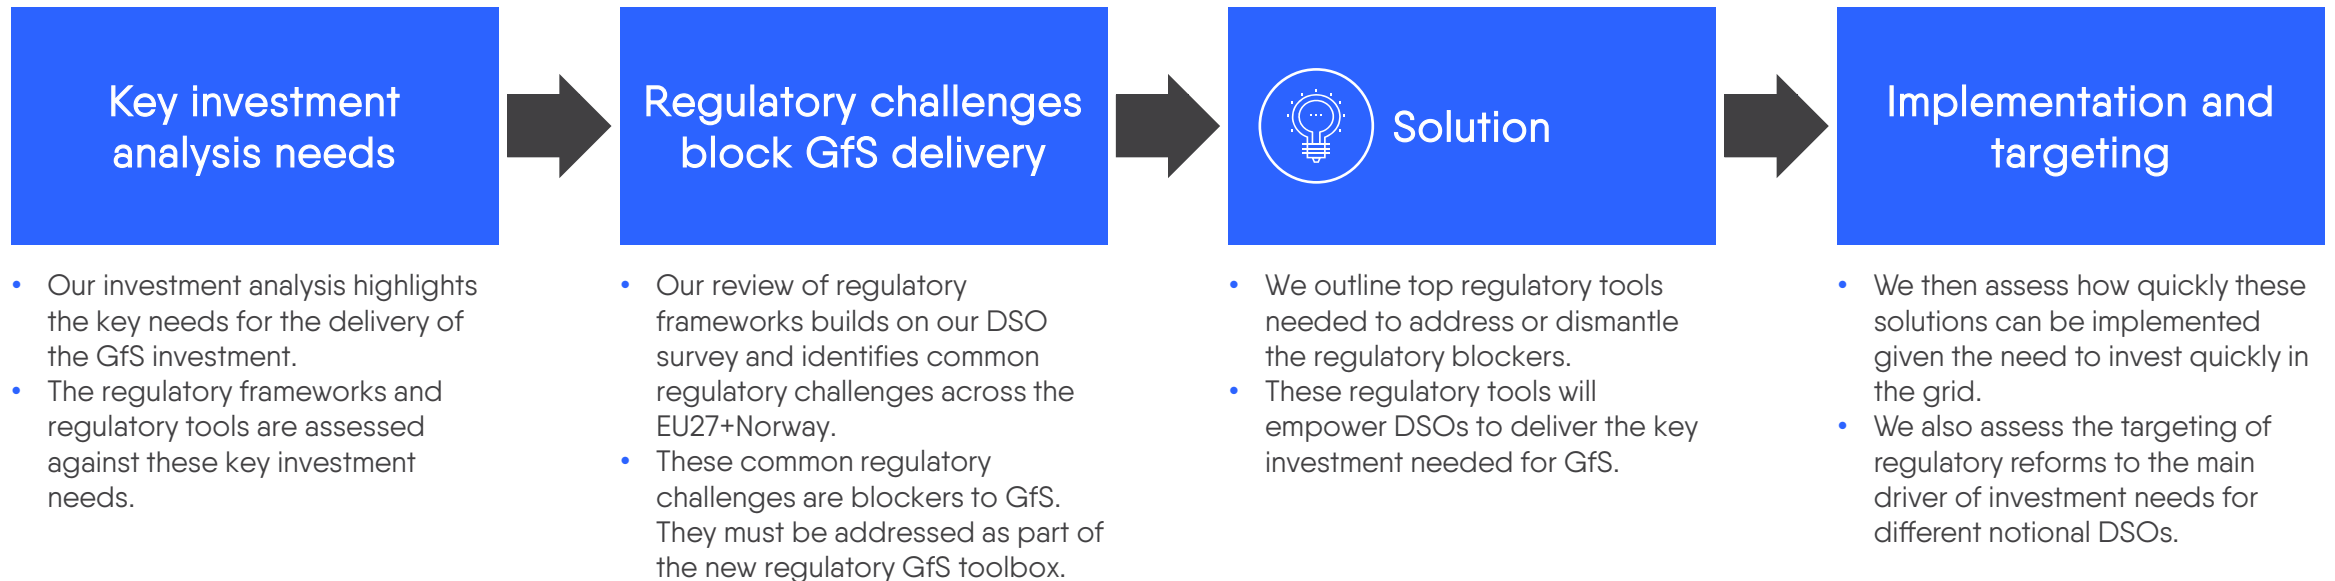 Key investment
analysis needs
Regulatory challenges
block GfS delivery
Solution
Implementation and
targeting
• Our investment analysis highlights
the key needs for the delivery of
the GfS investment.
• The regulatory frameworks and
regulatory tools are assessed
against these key investment
needs.
• Our review of regulatory
frameworks builds on our DSO
survey and identifies common
regulatory challenges across the
EU27+Norway.
• These common regulatory
challenges are blockers to GfS.
They must be addressed as part of
the new regulatory GfS toolbox.
• We outline top regulatory tools
needed to address or dismantle
the regulatory blockers.
• These regulatory tools will
empower DSOs to deliver the key
investment needed for GfS.
• We then assess how quickly these
solutions can be implemented
given the need to invest quickly in
the grid.
• We also assess the targeting of
regulatory reforms to the main
driver of investment needs for
different notional DSOs.